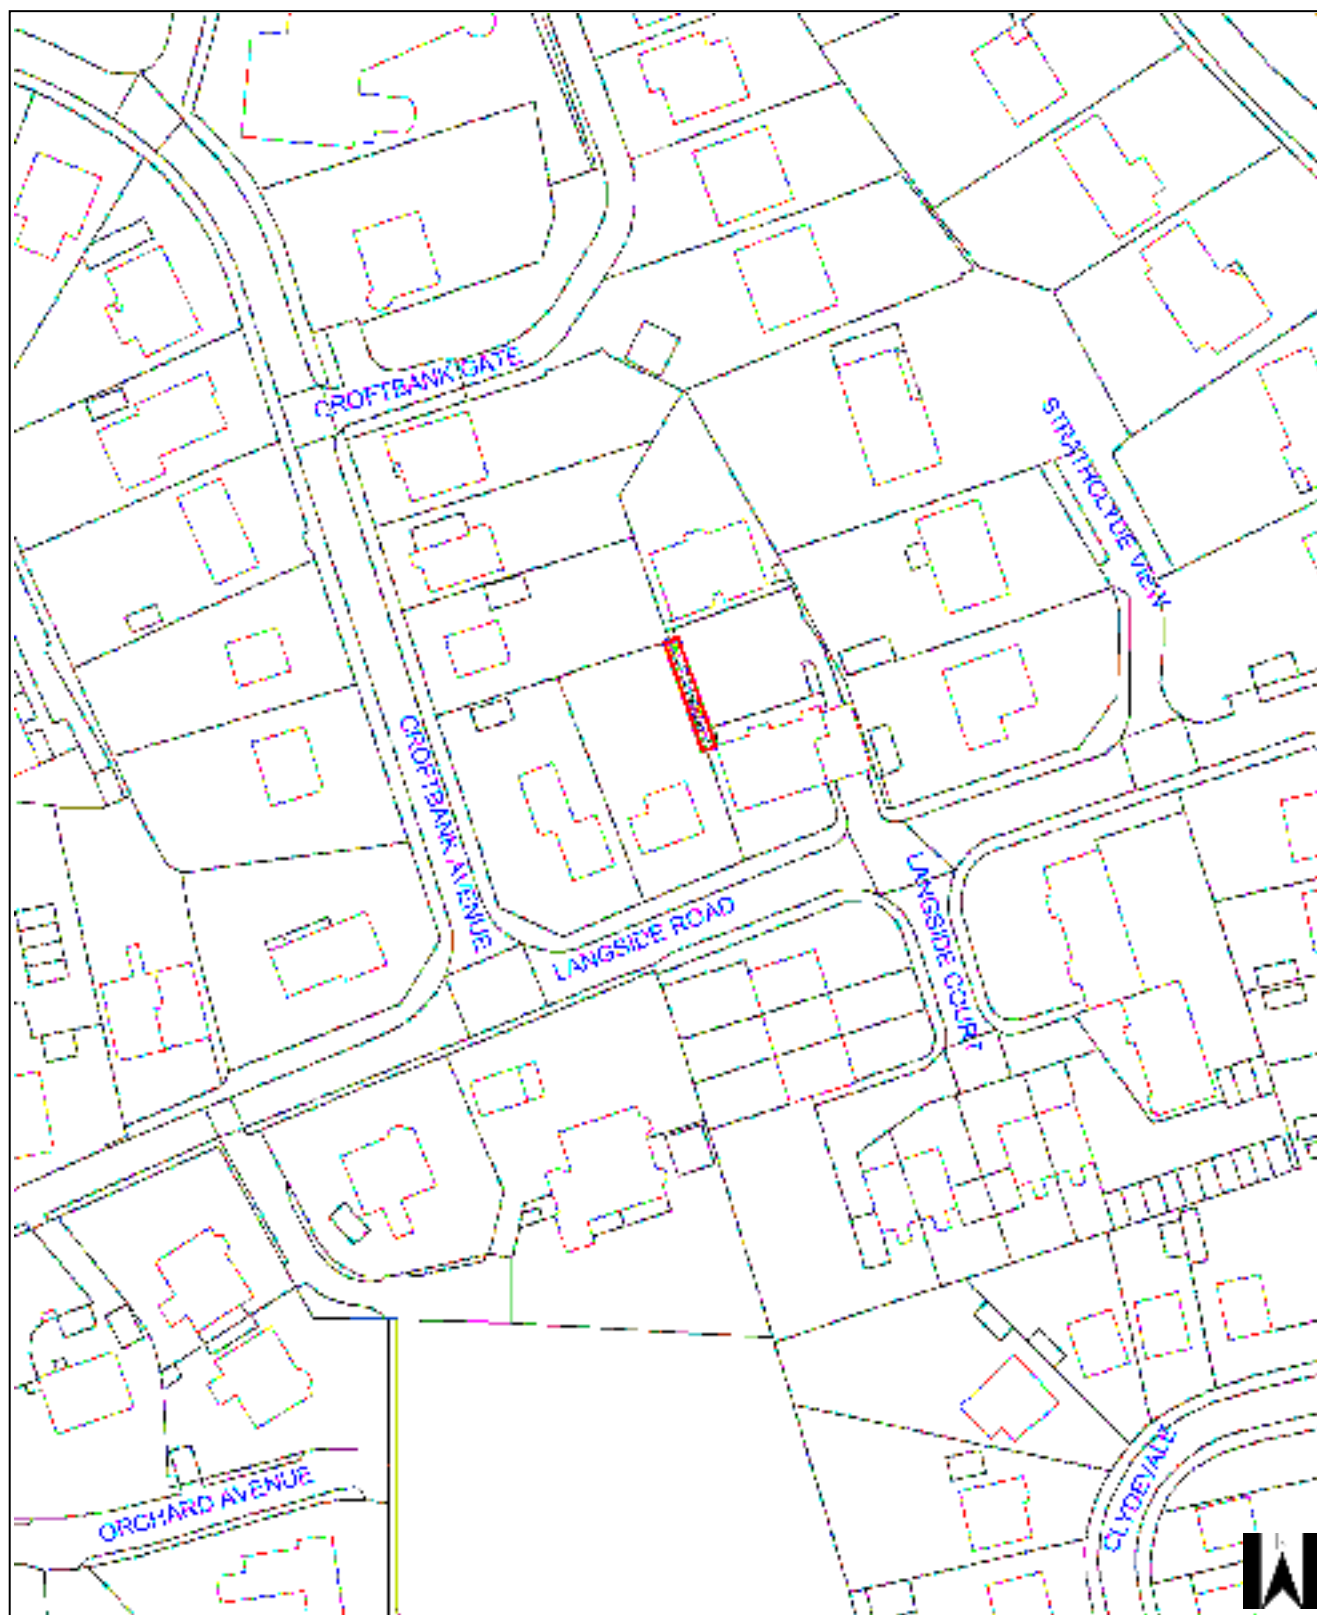 CROFTBANK GATE
STRATHCLYDE VIEW
CROFTBANK AVENUE
LANGSIDE ROAD
LANGSIDE COURT
CLYDEVALE
ORCHARD AVENUE